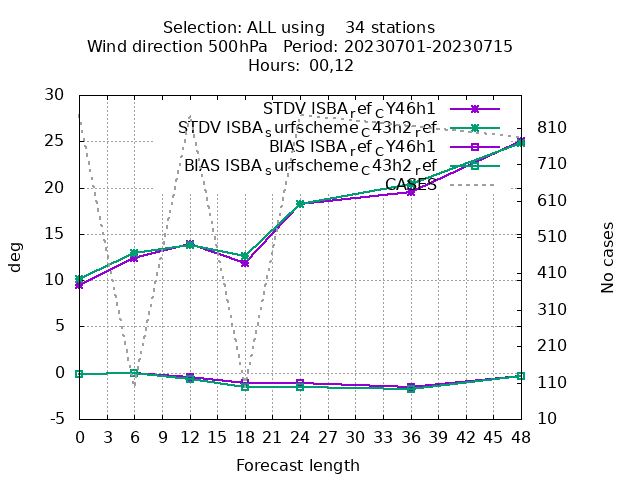 Selection: ALL using 34 stations
Wind direction 500hPa Period: 20230701-20230715
Hours: 00,12
30
25
20
15
10
5
0
-5
deg
STDV ISBA_ref_CY46h1
STDV ISBA_surfscheme_C43h2_ref
BIAS ISBA_ref_CY46h1
BIAS ISBA_surfscheme_C43h2_ref
CASES
810
710
610
510
410
310
210
110
10
No cases
0 3 6 9 12 15 18 21 24 27 30 33 36 39 42 45 48
Forecast length